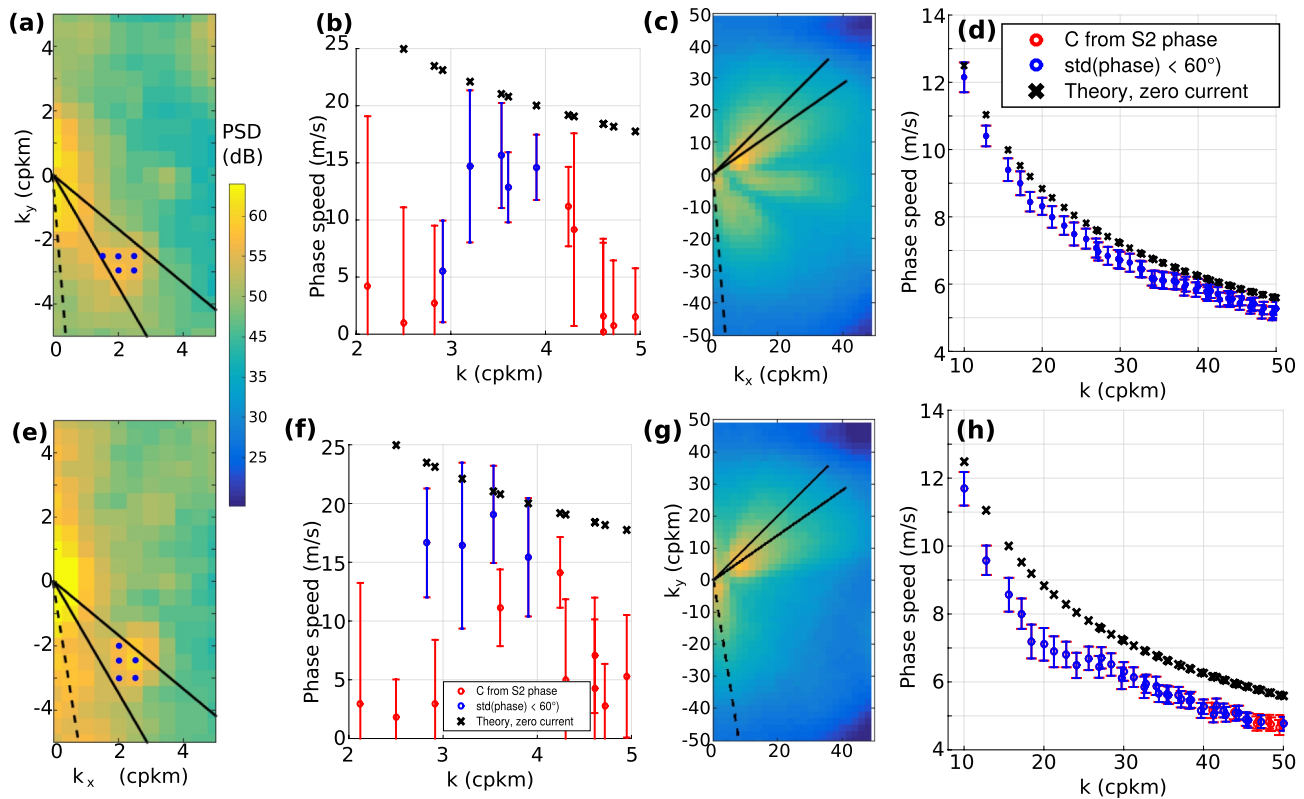 (a)
4
2
0
-2
-4
k_y (cpkm)
0 2 4
PSD
(dB)
60
55
50
45
40
35
30
25
(b)
25
20
15
10
5
0
Phase speed (m/s)
2 3 4 5
k (cpkm)
(c)
50
40
30
20
10
0
-10
-20
-30
-40
-50
0 20 40
k_x (cpkm)
(d)
14
12
10
8
6
4
Phase speed (m/s)
10 20 30 40 50
k (cpkm)
C from S2 phase
std(phase) < 60°)
Theory, zero current
(e)
4
2
0
-2
-4
0 2 4
k_x (cpkm)
(f)
25
20
15
10
5
0
Phase speed (m/s)
2 3 4 5
k (cpkm)
C from S2 phase
std(phase) < 60°)
Theory, zero current
(g)
50
40
30
20
10
0
-10
-20
-30
-40
-50
k_y (cpkm)
0 20 40
(h)
14
12
10
8
6
4
Phase speed (m/s)
10 20 30 40 50
k (cpkm)